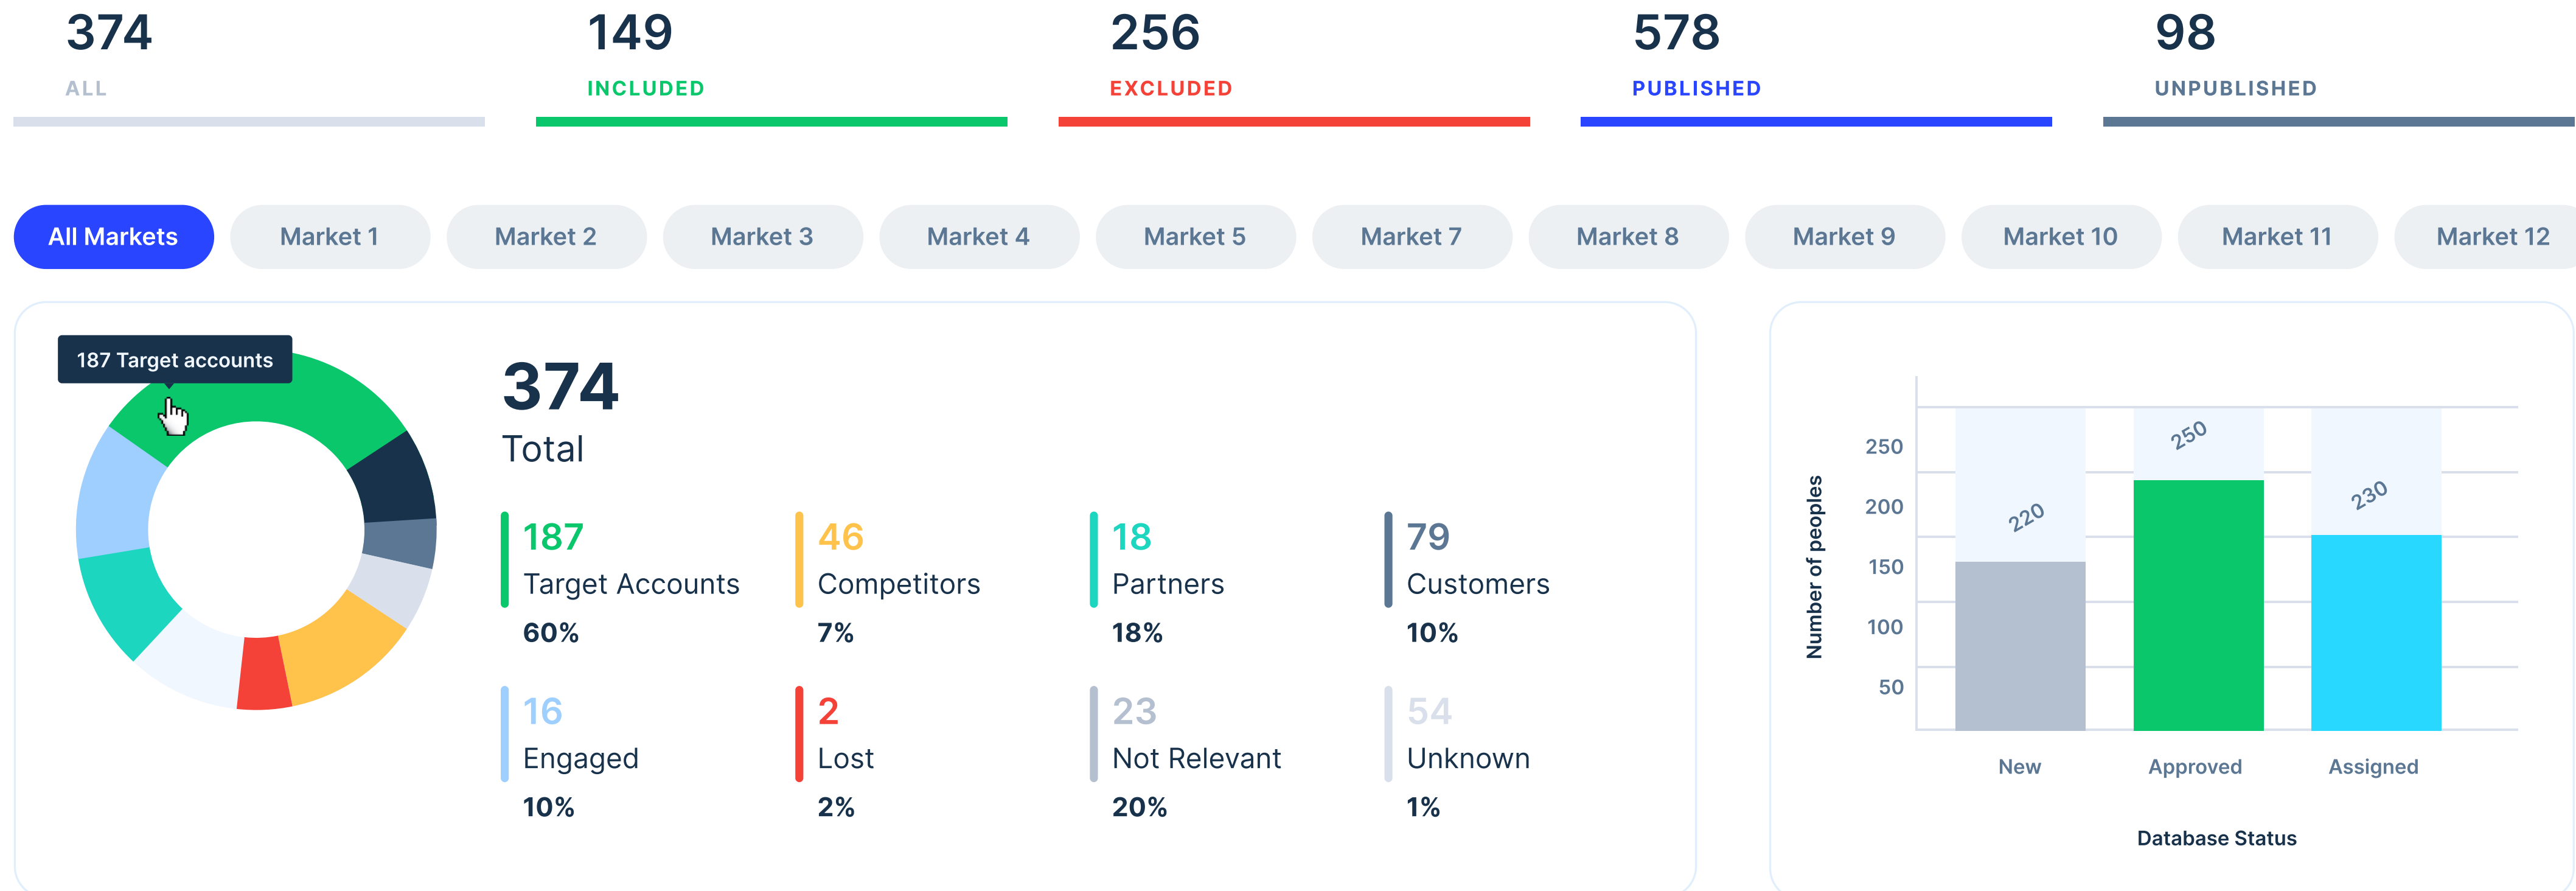 374
ALL
149
INCLUDED
256
EXCLUDED
578
PUBLISHED
98
UNPUBLISHED
All Markets
Market 1
Market 2
Market 3
Market 4
Market 5
Market 7
Market 8
Market 9
Market 10
Market 11
Market 12
187 Target accounts
374
Total
187
Target Accounts
60%
46
Competitors
7%
18
Partners
18%
79
Customers
10%
16
Engaged
10%
2
Lost
2%
23
Not Relevant
20%
54
Unknown
1%
Number of peoples
250
200
150
100
50
220
250
230
New
Approved
Assigned
Database Status